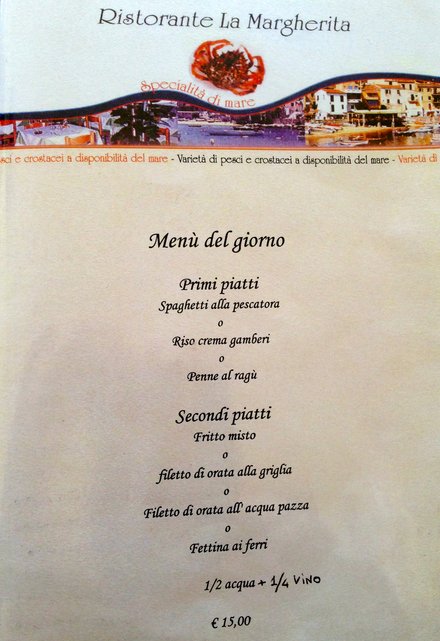 Ristorante La Margherita
Specialità di mare
sci e crostacei a disponibilità del mare - Varietà di pesci e crostacei a disponibilità del mare - Varietà di
Menù del giorno
Primi piatti
Spaghetti alla pescatora
o
Riso crema gamberi
o
Penne al ragù
Secondi piatti
Fritto misto
o
filetto di orata alla griglia
o
Filetto di orata all' acqua pazza
o
Fettina ai ferri
1/2 acqua + 1/4 VINO
€ 15,00